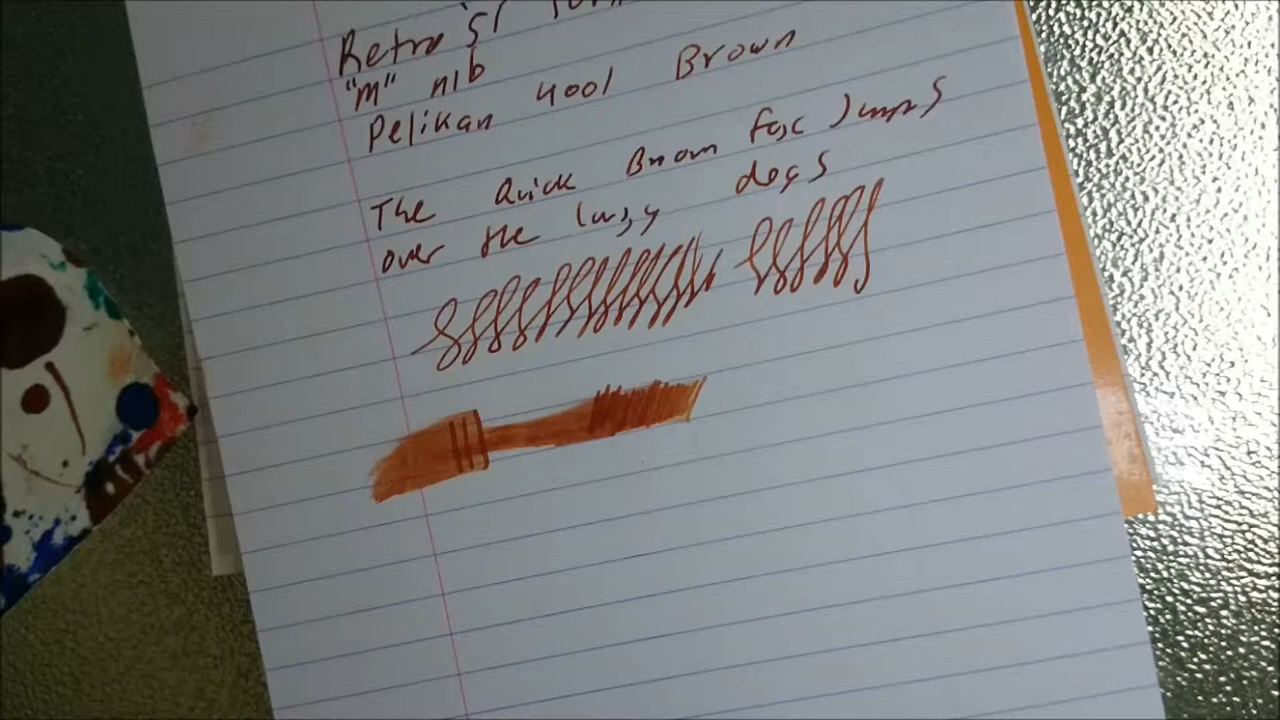 Retro 51
"M" nib
Pelikan 4001 Brown
The Quick Brown Fox Jumps
over the lazy dogs